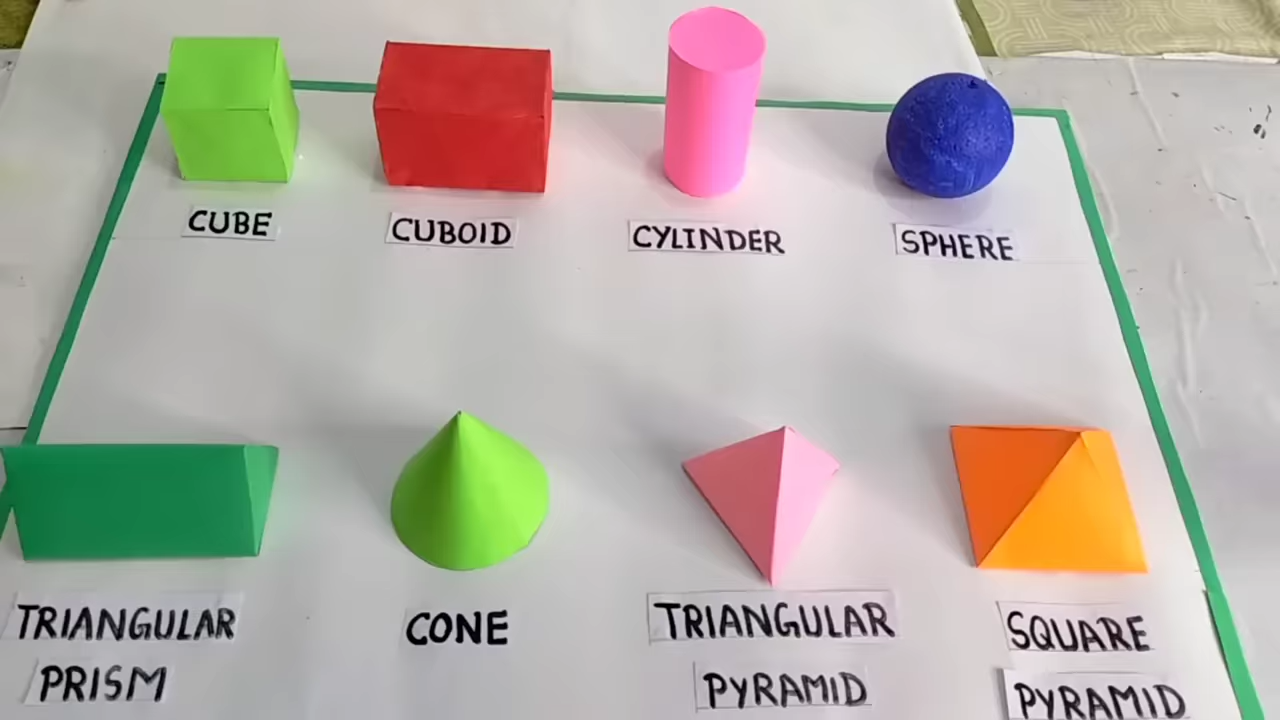 CUBE
CUBOID
CYLINDER
SPHERE
TRIANGULAR
PRISM
CONE
TRIANGULAR
PYRAMID
SQUARE
PYRAMID